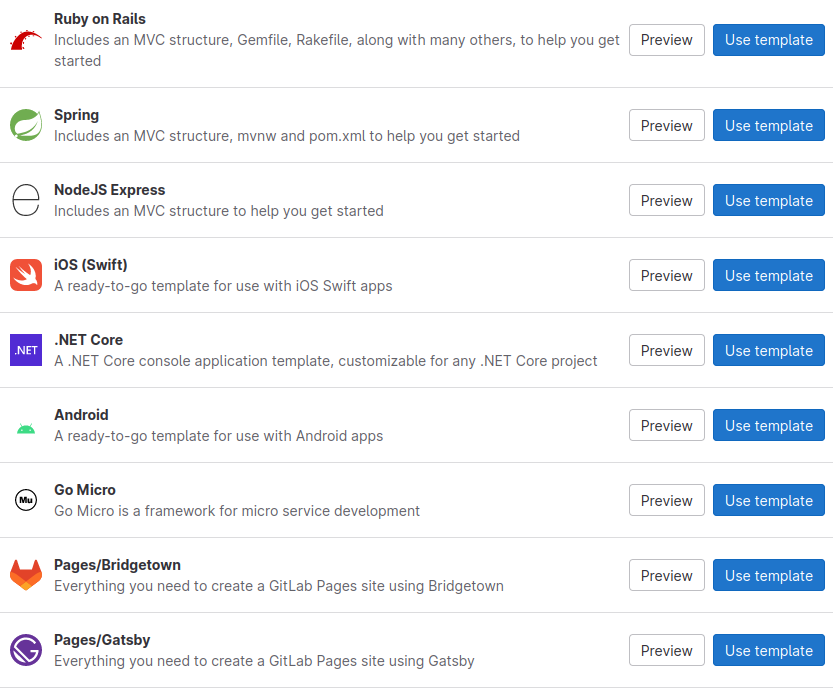 Ruby on Rails
Includes an MVC structure, Gemfile, Rakefile, along with many others, to help you get
started
Preview
Use template
Spring
Includes an MVC structure, mvnw and pom.xml to help you get started
Preview
Use template
NodeJS Express
Includes an MVC structure to help you get started
Preview
Use template
iOS (Swift)
A ready-to-go template for use with iOS Swift apps
Preview
Use template
.NET
.NET Core
A .NET Core console application template, customizable for any .NET Core project
Preview
Use template
Android
A ready-to-go template for use with Android apps
Preview
Use template
Mu
Go Micro
Go Micro is a framework for micro service development
Preview
Use template
Pages/Bridgetown
Everything you need to create a GitLab Pages site using Bridgetown
Preview
Use template
Pages/Gatsby
Everything you need to create a GitLab Pages site using Gatsby
Preview
Use template